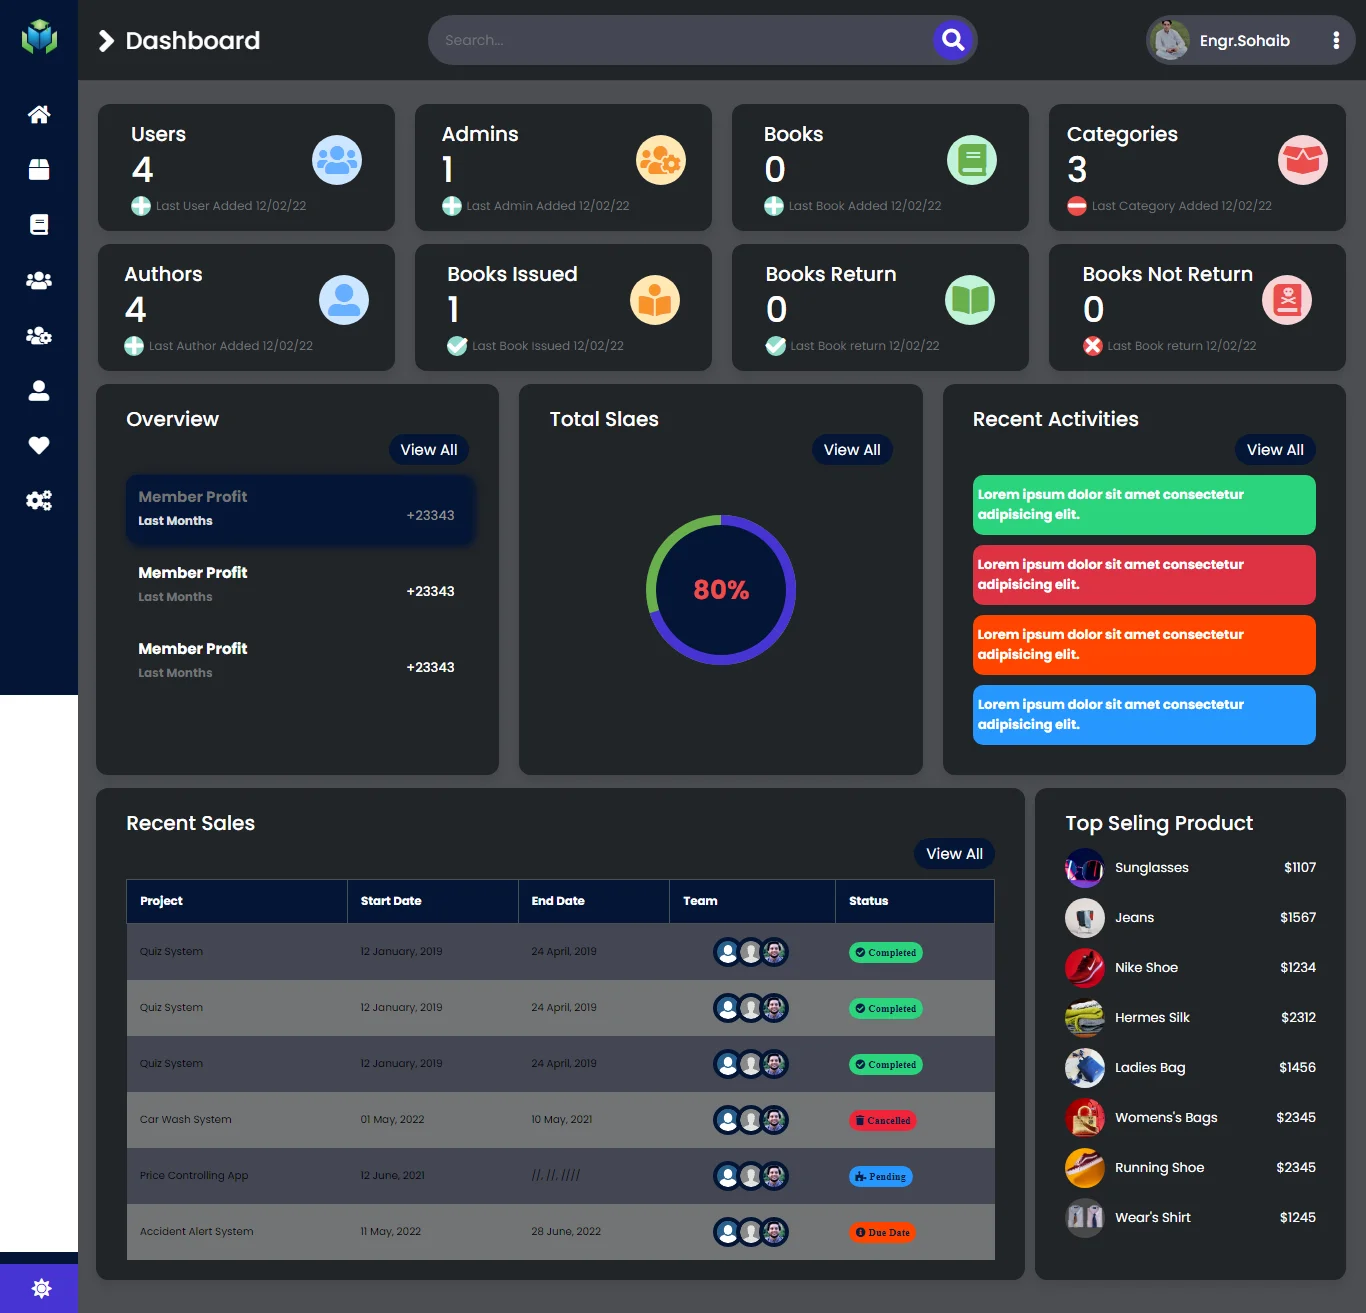 Dashboard
Search...
Engr.Sohaib
Users
4
Last User Added 12/02/22
Admins
1
Last Admin Added 12/02/22
Books
0
Last Book Added 12/02/22
Categories
3
Last Category Added 12/02/22
Authors
4
Last Author Added 12/02/22
Books Issued
1
Last Book Issued 12/02/22
Books Return
0
Last Book return 12/02/22
Books Not Return
0
Last Book return 12/02/22
Overview
View All
Member Profit
Last Months
+23343
Member Profit
Last Months
+23343
Member Profit
Last Months
+23343
Total Slaes
View All
80%
Recent Activities
View All
Lorem ipsum dolor sit amet consectetur
adipisicing elit.
Lorem ipsum dolor sit amet consectetur
adipisicing elit.
Lorem ipsum dolor sit amet consectetur
adipisicing elit.
Lorem ipsum dolor sit amet consectetur
adipisicing elit.
Recent Sales
View All
Project Start Date End Date Team Status
Quiz System 12 January, 2019 24 April, 2019 Completed
Quiz System 12 January, 2019 24 April, 2019 Completed
Quiz System 12 January, 2019 24 April, 2019 Completed
Car Wash System 01 May, 2022 10 May, 2021 Cancelled
Price Controlling App 12 June, 2021 //, //, //// Pending
Accident Alert System 11 May, 2022 28 June, 2022 Due Date
Top Seling Product
Sunglasses $1107
Jeans $1567
Nike Shoe $1234
Hermes Silk $2312
Ladies Bag $1456
Womens's Bags $2345
Running Shoe $2345
Wear's Shirt $1245